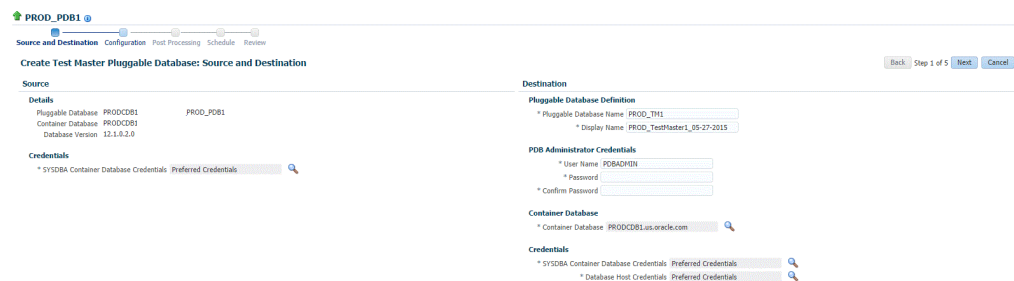 PROD_PDB1
Source and Destination Configuration Post Processing Schedule Review
Create Test Master Pluggable Database: Source and Destination
Back Step 1 of 5 Next Cancel
Source
Details
Pluggable Database PRODCDB1 PROD_PDB1
Container Database PRODCDB1
Database Version 12.1.0.2.0
Credentials
* SYSDBA Container Database Credentials Preferred Credentials
Destination
Pluggable Database Definition
* Pluggable Database Name PROD_TM1
* Display Name PROD_TestMaster1_05-27-2015
PDB Administrator Credentials
* User Name PDBADMIN
* Password
* Confirm Password
Container Database
* Container Database PRODCDB1.us.oracle.com
Credentials
* SYSDBA Container Database Credentials Preferred Credentials
* Database Host Credentials Preferred Credentials